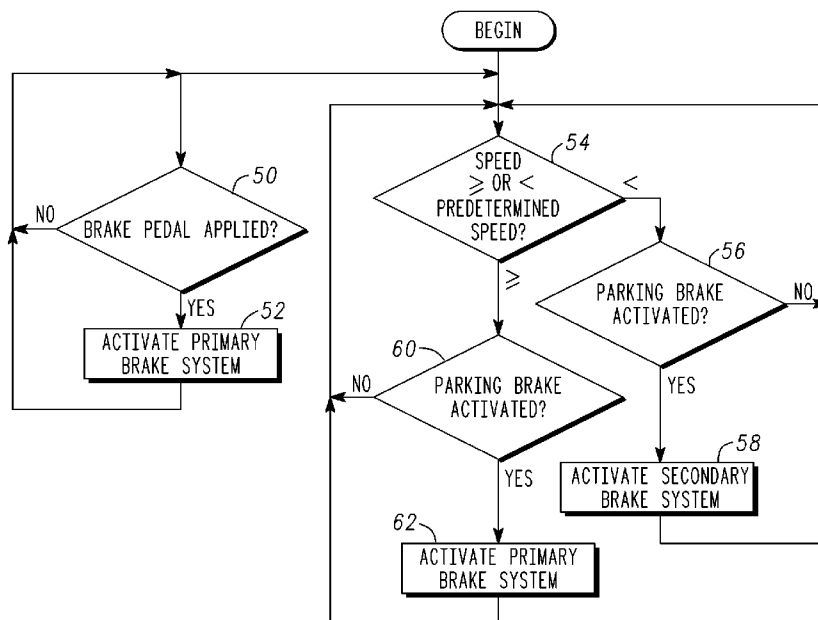 BEGIN
54
SPEED
≥ OR <
PREDETERMINED
SPEED?
<
≥
50
NO
BRAKE PEDAL APPLIED?
YES
52
ACTIVATE PRIMARY
BRAKE SYSTEM
56
PARKING BRAKE
ACTIVATED?
NO
YES
60
NO
PARKING BRAKE
ACTIVATED?
YES
58
ACTIVATE SECONDARY
BRAKE SYSTEM
62
ACTIVATE PRIMARY
BRAKE SYSTEM